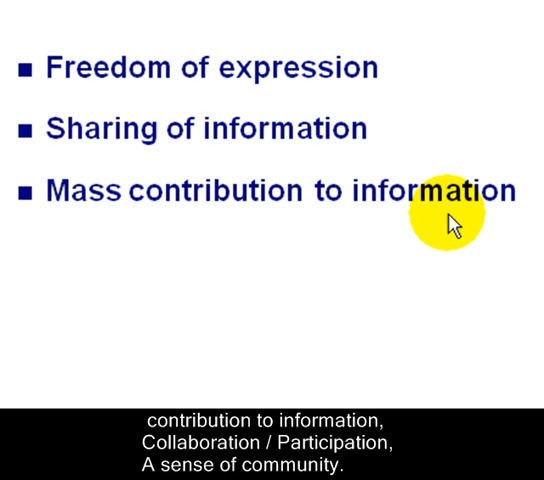 Freedom of expression
Sharing of information
Mass contribution to information
contribution to information,
Collaboration / Participation,
A sense of community.